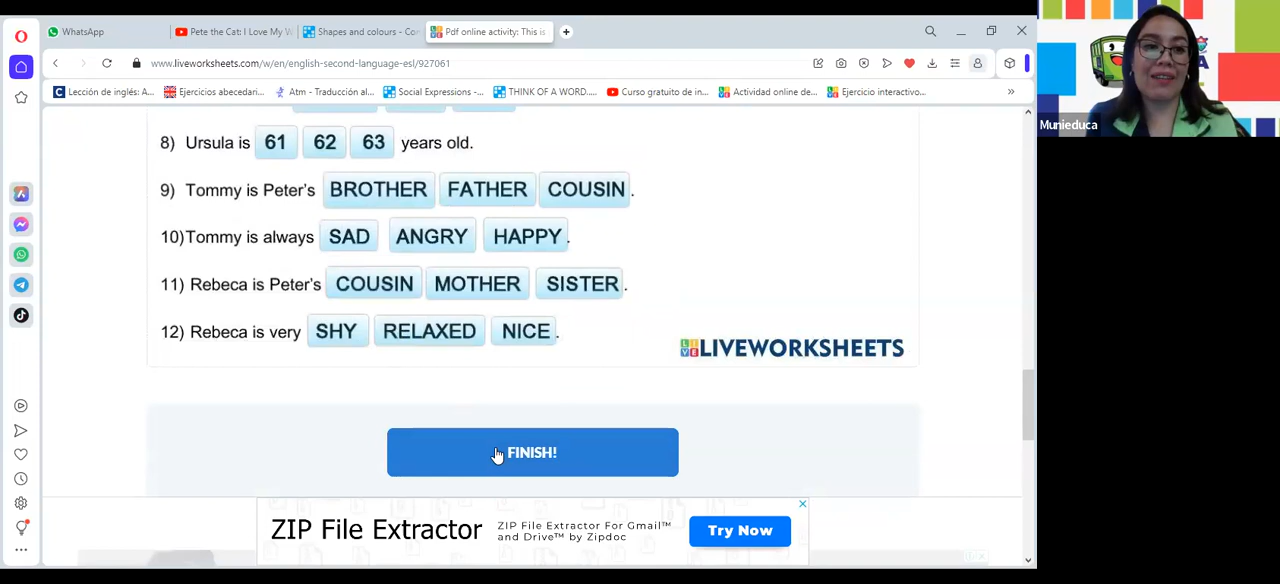 WhatsApp
Pete the Cat: I Love My W
Shapes and colours - Con
Pdf online activity: This is
www.liveworksheets.com/w/en/english-second-language-esl/927061
Lección de inglés: A...
Ejercicios abecedari...
Atm - Traducción al...
Social Expressions -...
THINK OF A WORD....
Curso gratuito de in...
Actividad online de...
Ejercicio interactivo...
Munieduca
8) Ursula is 61 62 63 years old.
9) Tommy is Peter's BROTHER FATHER COUSIN.
10)Tommy is always SAD ANGRY HAPPY.
11) Rebeca is Peter's COUSIN MOTHER SISTER.
12) Rebeca is very SHY RELAXED NICE.
LIVEWORKSHEETS
FINISH!
ZIP File Extractor
ZIP File Extractor For Gmail™
and Drive™ by Zipdoc
Try Now